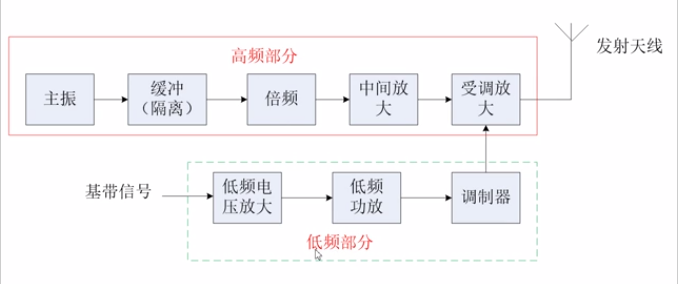 发射天线
高频部分
主振
缓冲
（隔离）
倍频
中间放
大
受调放
大
基带信号
低频电
压放大
低频
功放
调制器
低频部分